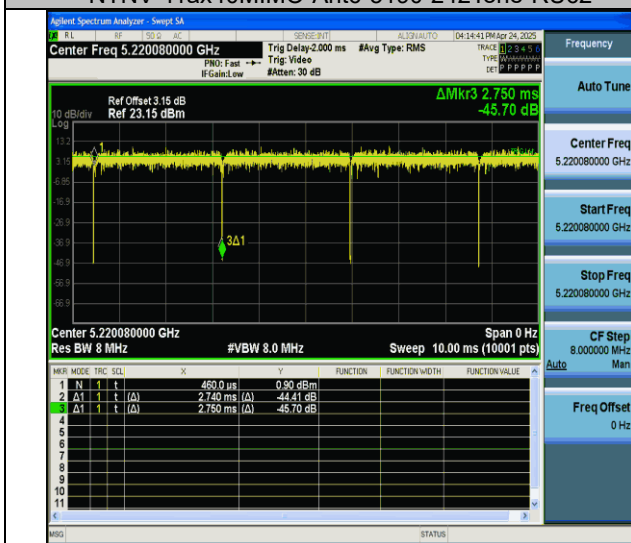 Agilent Spectrum Analyzer - Swept SA
RL RF 50 Ω AC SENSE:INT ALIGNAUTO 04:14:41 PM Apr 24, 2025
Center Freq 5.220080000 GHz
PNO: Fast
IFGain:Low
Trig Delay-2.000 ms
Trig: Video
#Atten: 30 dB
#Avg Type: RMS
TRACE 1 2 3 4 5 6
TYPE
DET P P P P P P
Frequency
Auto Tune
ΔMkr3 2.750 ms
-45.70 dB
Ref Offset 3.15 dB
10 dB/div Ref 23.15 dBm
Log
13.2
3.15
-6.85
-16.9
-26.9
-36.9
-46.9
-56.9
-66.9
1
3Δ1
Center Freq
5.220080000 GHz
Start Freq
5.220080000 GHz
Stop Freq
5.220080000 GHz
CF Step
8.000000 MHz
Auto Man
Freq Offset
0 Hz
Center 5.220080000 GHz Span 0 Hz
Res BW 8 MHz #VBW 8.0 MHz Sweep 10.00 ms (10001 pts)
MKR MODE TRC SCL X Y FUNCTION FUNCTION WIDTH FUNCTION VALUE
1 N 1 t 460.0 µs 0.90 dBm
2 Δ1 1 t (Δ) 2.740 ms (Δ) -44.41 dB
3 Δ1 1 t (Δ) 2.750 ms (Δ) -45.70 dB
4
5
6
7
8
9
10
11
MSG STATUS